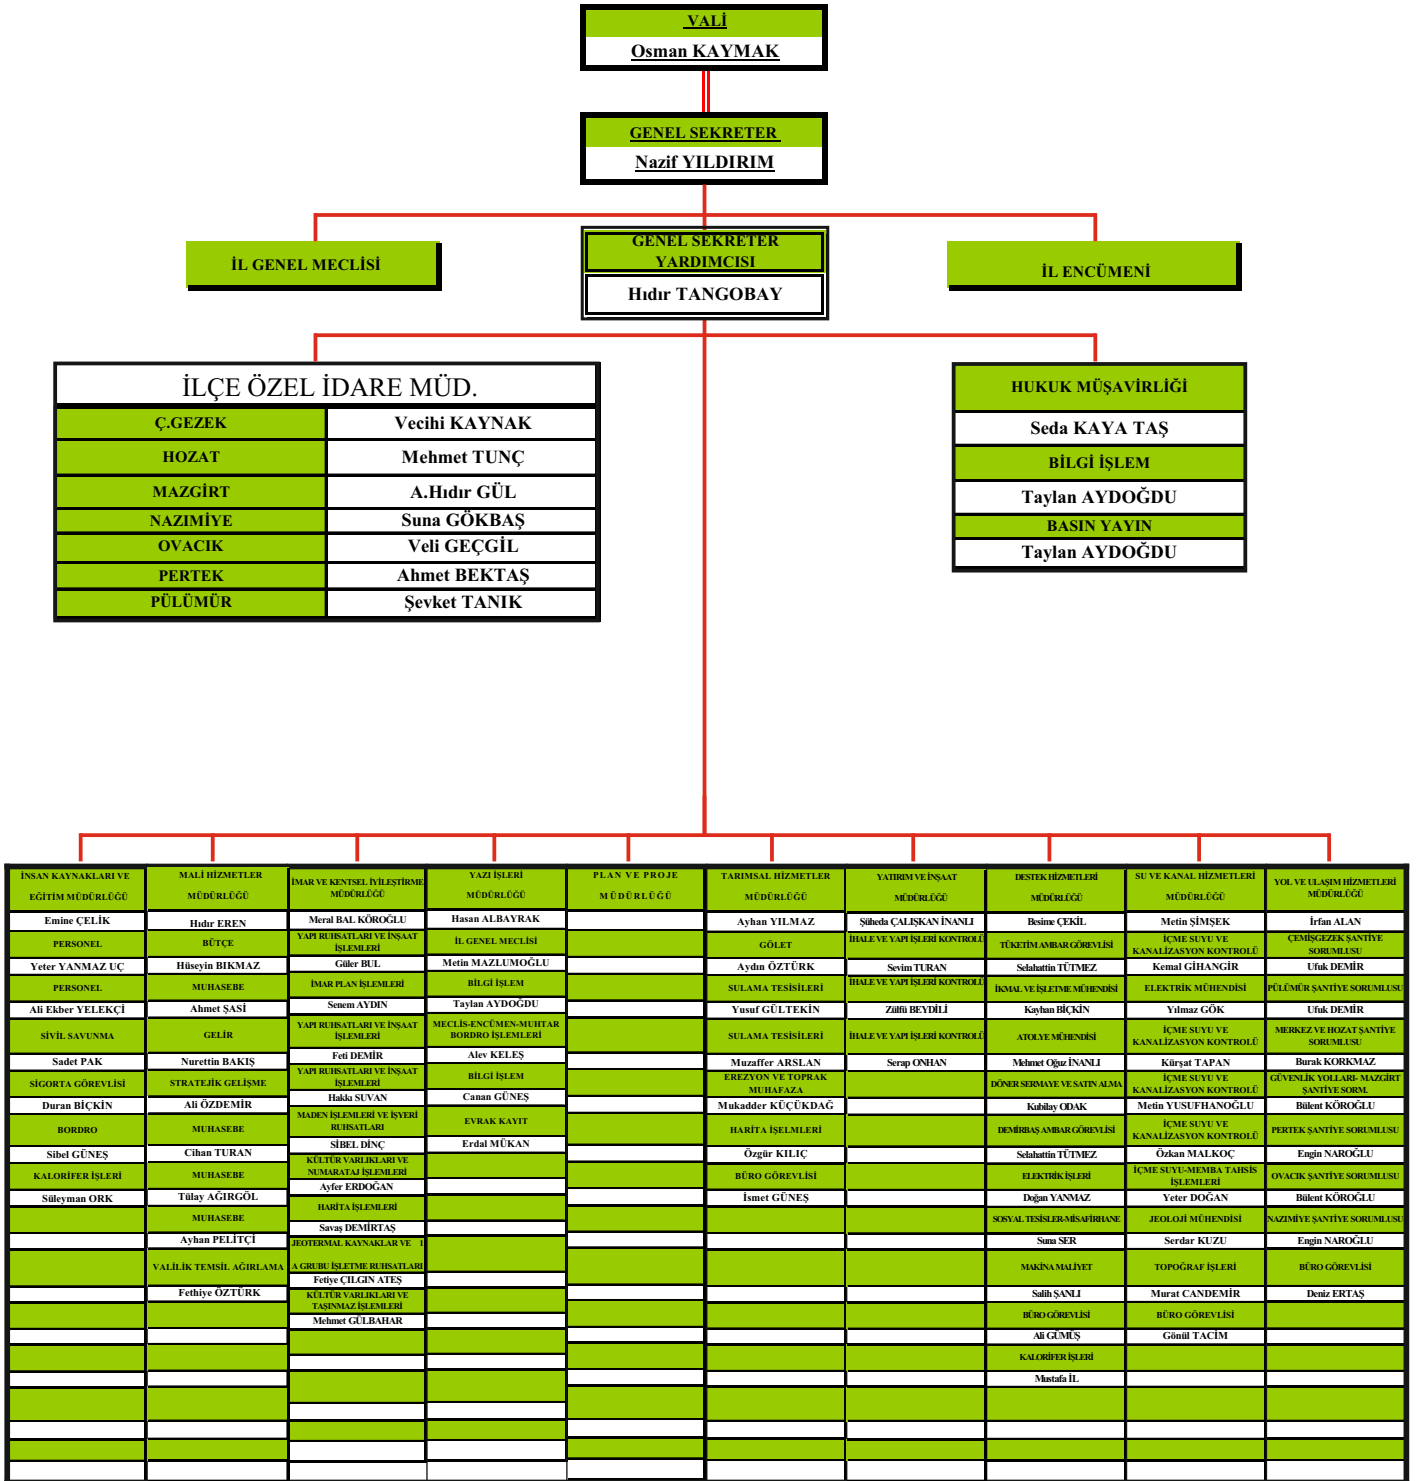 VALİ
Osman KAYMAK
GENEL SEKRETER
Nazif YILDIRIM
İL GENEL MECLİSİ
GENEL SEKRETER
YARDIMCISI
Hıdır TANGOBAY
İL ENCÜMENİ
İLÇE ÖZEL İDARE MÜD.
Ç.GEZEK
Vecihi KAYNAK
HOZAT
Mehmet TUNÇ
MAZGİRT
A.Hıdır GÜL
NAZIMİYE
Suna GÖKBAŞ
OVACIK
Veli GEÇGİL
PERTEK
Ahmet BEKTAŞ
PÜLÜMÜR
Şevket TANIK
HUKUK MÜŞAVİRLİĞİ
Seda KAYA TAŞ
BİLGİ İŞLEM
Taylan AYDOĞDU
BASIN YAYIN
Taylan AYDOĞDU
İNSAN KAYNAKLARI VE
EĞİTİM MÜDÜRLÜĞÜ
Emine ÇELİK
PERSONEL
Yeter YANMAZ UÇ
PERSONEL
Ali Ekber YELEKÇİ
SİVİL SAVUNMA
Sadet PAK
SİGORTA GÖREVLİSİ
Duran BİÇKİN
BORDRO
Sibel GÜNEŞ
KALORİFER İŞLERİ
Süleyman ORK
MALİ HİZMETLER
MÜDÜRLÜĞÜ
Hıdır EREN
BÜTÇE
Hüseyin BIKMAZ
MUHASEBE
Ahmet ŞASİ
GELİR
Nurettin BAKIŞ
STRATEJİK GELİŞME
Ali ÖZDEMİR
MUHASEBE
Cihan TURAN
MUHASEBE
Tülay AĞIRGÖL
MUHASEBE
Ayhan PELİTÇİ
VALİLİK TEMSİL AĞIRLAMA
Fethiye ÖZTÜRK
İMAR VE KENTSEL İYİLEŞTİRME
MÜDÜRLÜĞÜ
Meral BAL KÖROĞLU
YAPI RUHSATLARI VE İNŞAAT
İŞLEMLERİ
Güler BUL
İMAR PLAN İŞLEMLERİ
Senem AYDIN
YAPI RUHSATLARI VE İNŞAAT
İŞLEMLERİ
Feti DEMİR
YAPI RUHSATLARI VE İNŞAAT
İŞLEMLERİ
Hakkı SUVAN
MADEN İŞLEMLERİ VE İŞYERİ
RUHSATLARI
SİBEL DİNÇ
KÜLTÜR VARLIKLARI VE
NUMARATAJ İŞLEMLERİ
Ayfer ERDOĞAN
HARİTA İŞLEMLERİ
Savaş DEMİRTAŞ
JEOTERMAL KAYNAKLAR VE I
A GRUBU İŞLETME RUHSATLARI
Fetiye ÇILGIN ATEŞ
KÜLTÜR VARLIKLARI VE
TAŞINMAZ İŞLEMLERİ
Mehmet GÜLBAHAR
YAZI İŞLERİ
MÜDÜRLÜĞÜ
Hasan ALBAYRAK
İL GENEL MECLİSİ
Metin MAZLUMOĞLU
BİLGİ İŞLEM
Taylan AYDOĞDU
MECLİS-ENCÜMEN-MUHTAR
BORDRO İŞLEMLERİ
Alev KELEŞ
BİLGİ İŞLEM
Canan GÜNEŞ
EVRAK KAYIT
Erdal MÜKAN
PLAN VE PROJE
MÜDÜRLÜĞÜ
TARIMSAL HİZMETLER
MÜDÜRLÜĞÜ
Ayhan YILMAZ
GÖLET
Aydın ÖZTÜRK
SULAMA TESİSİLERİ
Yusuf GÜLTEKİN
SULAMA TESİSİLERİ
Muzaffer ARSLAN
EREZYON VE TOPRAK
MUHAFAZA
Mukadder KÜÇÜKDAĞ
HARİTA İŞELMLERİ
Özgür KILIÇ
BÜRO GÖREVLİSİ
İsmet GÜNEŞ
YATIRIM VE İNŞAAT
MÜDÜRLÜĞÜ
Şüheda ÇALIŞKAN İNANLI
İHALE VE YAPI İŞLERİ KONTROLÜ
Sevim TURAN
İHALE VE YAPI İŞLERİ KONTROLÜ
Zülfü BEYDİLİ
İHALE VE YAPI İŞLERİ KONTROLÜ
Serap ONHAN
DESTEK HİZMETLERİ
MÜDÜRLÜĞÜ
Besime ÇEKİL
TÜKETİM AMBAR GÖREVLİSİ
Selahattin TÜTMEZ
İKMAL VE İŞLETME MÜHENDİSİ
Kayhan BİÇKİN
ATOLYE MÜHENDİSİ
Mehmet Oğuz İNANLI
DÖNER SERMAYE VE SATIN ALMA
Kubilay ODAK
DEMİRBAŞ AMBAR GÖREVLİSİ
Selahattin TÜTMEZ
ELEKTRİK İŞLERİ
Doğan YANMAZ
SOSYAL TESİSLER-MİSAFİRHANE
Suna SER
MAKİNA MALİYET
Salih ŞANLI
BÜRO GÖREVLİSİ
Ali GÜMÜŞ
KALORİFER İŞLERİ
Mustafa İL
SU VE KANAL HİZMETLERİ
MÜDÜRLÜĞÜ
Metin ŞİMŞEK
İÇME SUYU VE
KANALİZASYON KONTROLÜ
Kemal GİHANGİR
ELEKTRİK MÜHENDİSİ
Yılmaz GÖK
İÇME SUYU VE
KANALİZASYON KONTROLÜ
Kürşat TAPAN
İÇME SUYU VE
KANALİZASYON KONTROLÜ
Metin YUSUFHANOĞLU
İÇME SUYU VE
KANALİZASYON KONTROLÜ
Özkan MALKOÇ
İÇME SUYU-MEMBA TAHSİS
İŞLEMLERİ
Yeter DOĞAN
JEOLOJİ MÜHENDİSİ
Serdar KUZU
TOPOĞRAF İŞLERİ
Murat CANDEMİR
BÜRO GÖREVLİSİ
Gönül TACİM
YOL VE ULAŞIM HİZMETLERİ
MÜDÜRLÜĞÜ
İrfan ALAN
ÇEMİŞGEZEK ŞANTİYE
SORUMLUSU
Ufuk DEMİR
PÜLÜMÜR ŞANTİYE SORUMLUSU
Ufuk DEMİR
MERKEZ VE HOZAT ŞANTİYE
SORUMLUSU
Burak KORKMAZ
GÜVENLİK YOLLARI- MAZGİRT
ŞANTİYE SORM.
Bülent KÖROĞLU
PERTEK ŞANTİYE SORUMLUSU
Engin NAROĞLU
OVACIK ŞANTİYE SORUMLUSU
Bülent KÖROĞLU
NAZIMİYE ŞANTİYE SORUMLUSU
Engin NAROĞLU
BÜRO GÖREVLİSİ
Deniz ERTAŞ